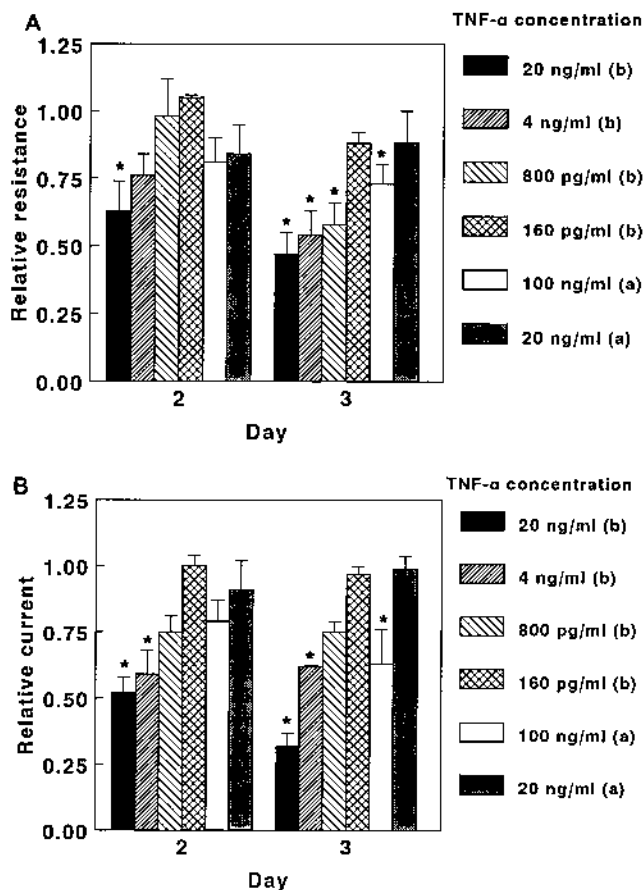 A
TNF-α concentration
1.25
1.00
0.75
0.50
0.25
0.00
Relative resistance
*
*
*
*
*
2
3
Day
20 ng/ml (b)
4 ng/ml (b)
800 pg/ml (b)
160 pg/ml (b)
100 ng/ml (a)
20 ng/ml (a)
B
TNF-α concentration
1.25
1.00
0.75
0.50
0.25
0.00
Relative current
*
*
*
*
*
2
3
Day
20 ng/ml (b)
4 ng/ml (b)
800 pg/ml (b)
160 pg/ml (b)
100 ng/ml (a)
20 ng/ml (a)